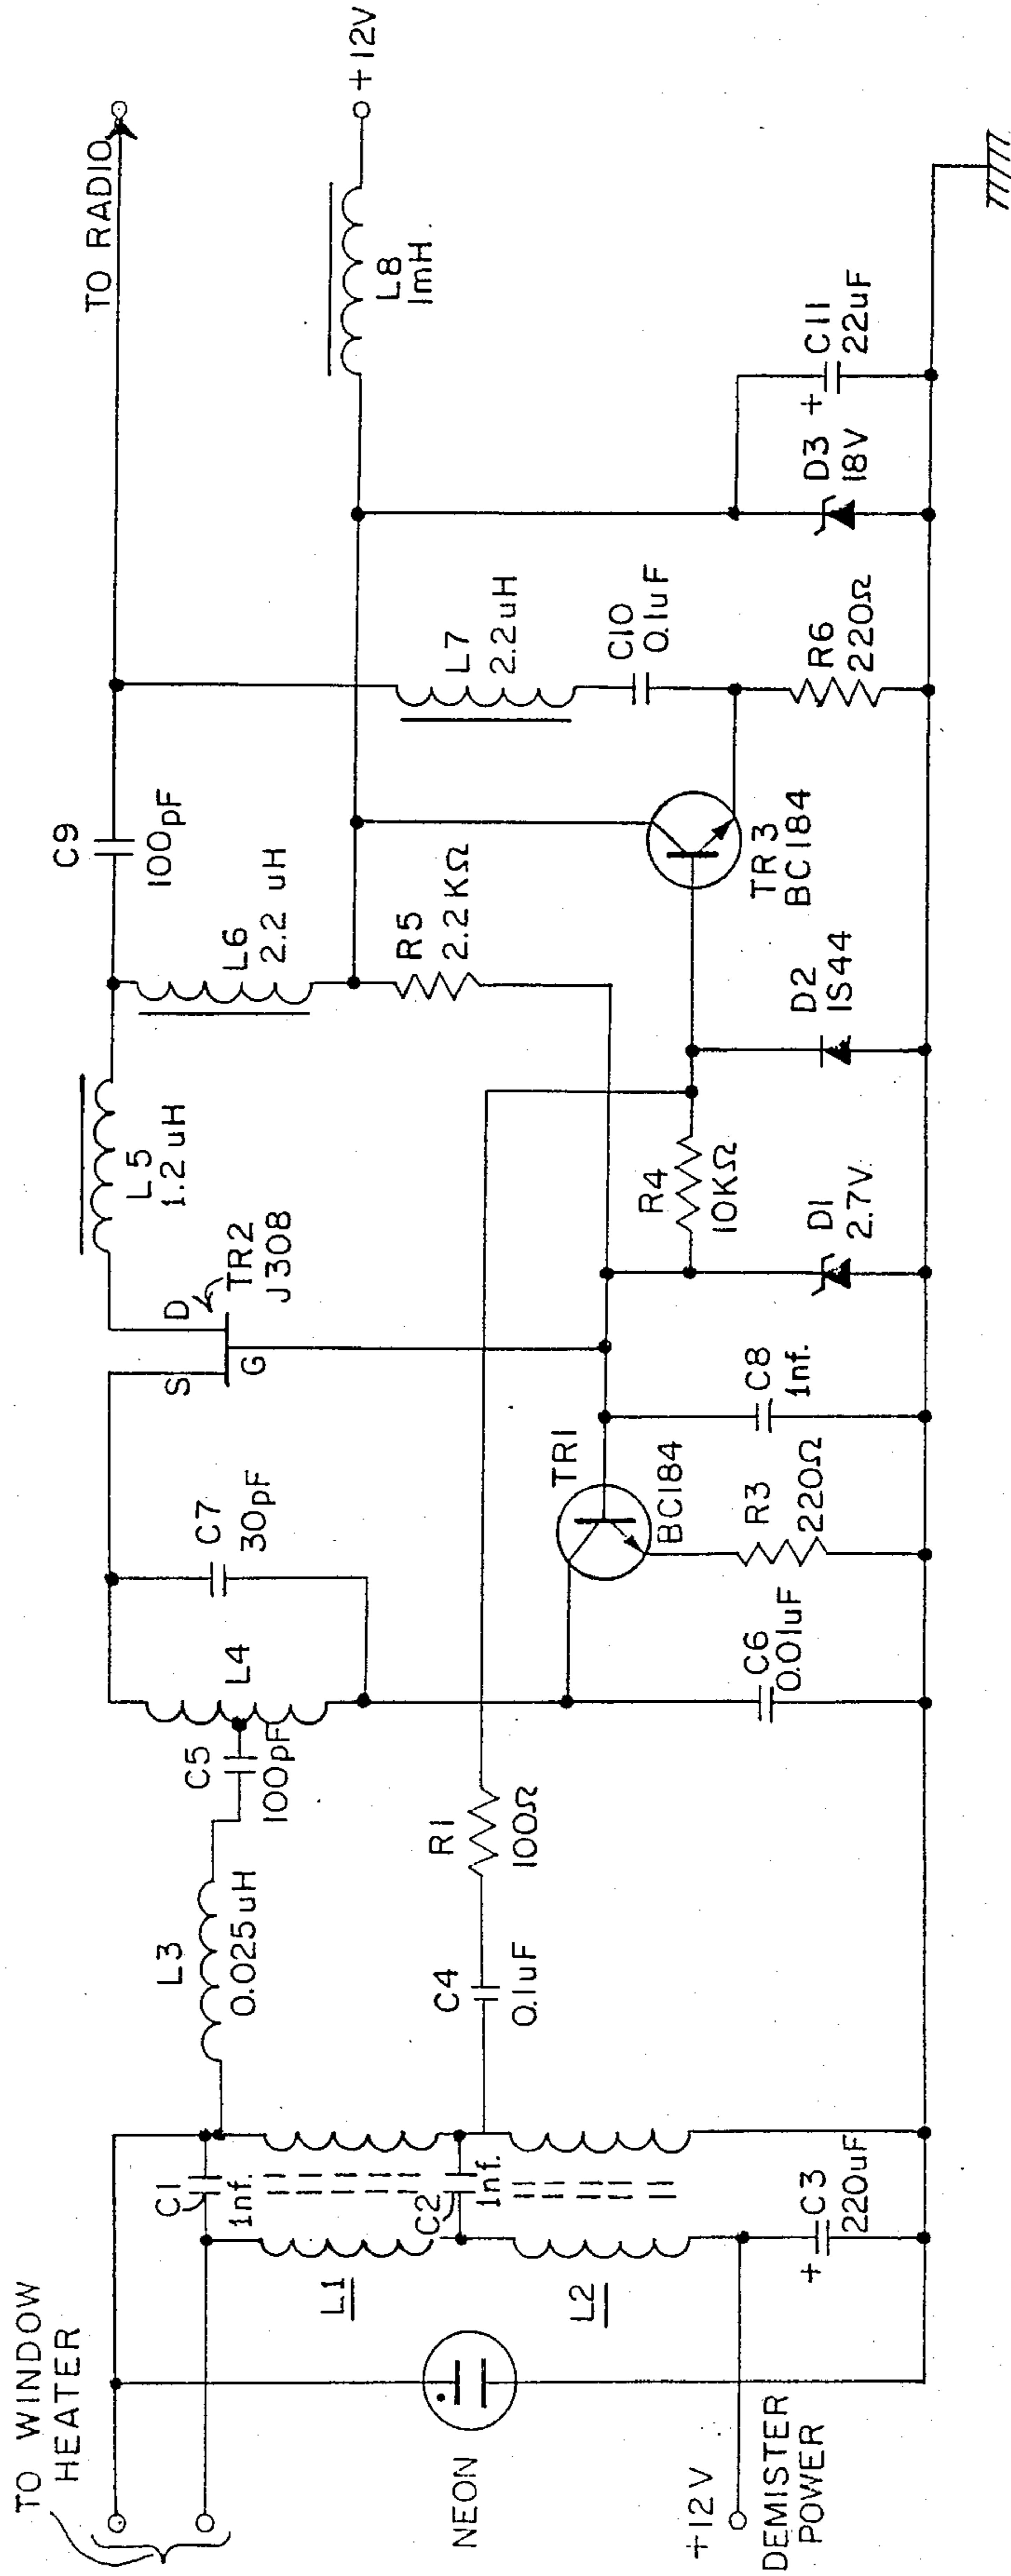 TO WINDOW
HEATER
NEON
+12V
DEMISTER
POWER
C1
1nf.
L1
C2
1nf.
L2
+
C3
220uF
L3
0.025uH
C5
100pF
L4
C7
30pF
C4
0.1uF
R1
100Ω
C6
0.01uF
TR1
BC184
R3
220Ω
C8
1nf.
S
D
G
TR2
J308
L5
1.2uH
R4
10KΩ
D1
2.7V.
D2
1S44
L6
2.2 uH
R5
2.2KΩ
C9
100pF
TR3
BC184
L7
2.2uH
C10
0.1uF
R6
220Ω
D3
18V
+
C11
22uF
L8
1mH.
TO RADIO
+12V